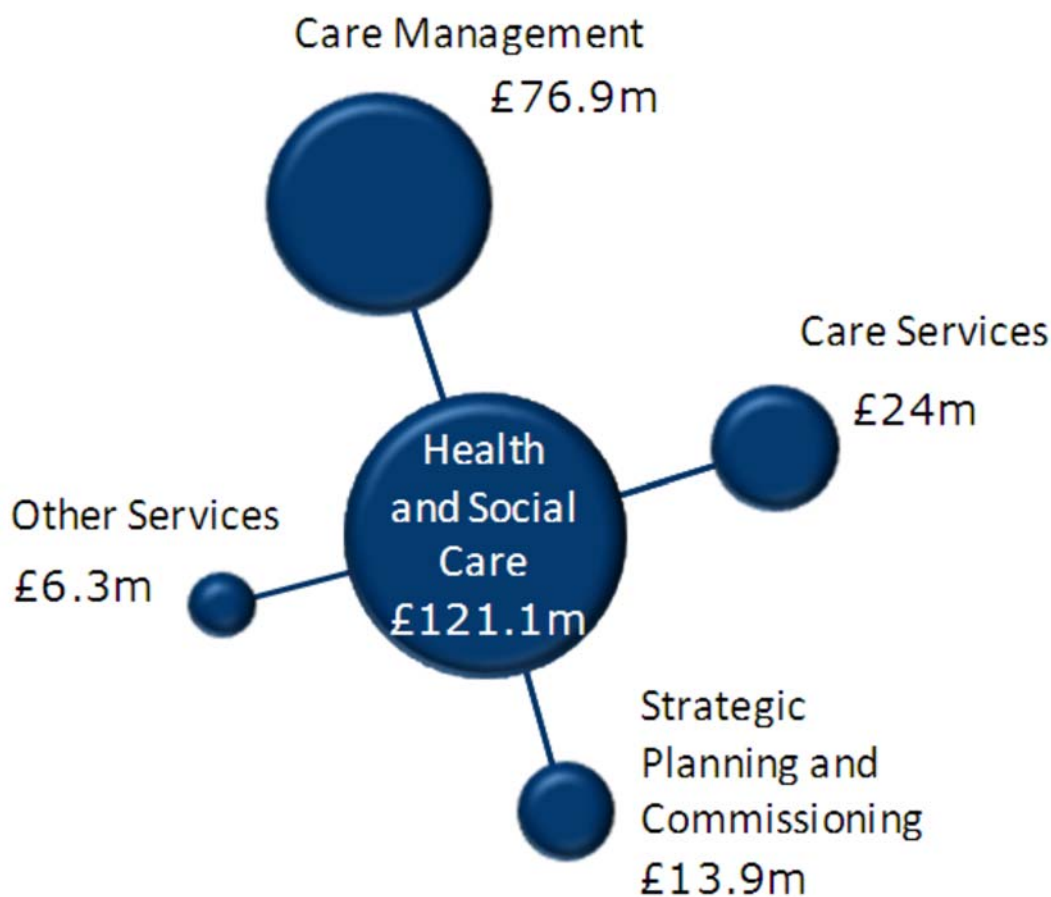 Care Management
£76.9m
Care Services
£24m
Health
and Social
Care
£121.1m
Other Services
£6.3m
Strategic
Planning and
Commissioning
£13.9m